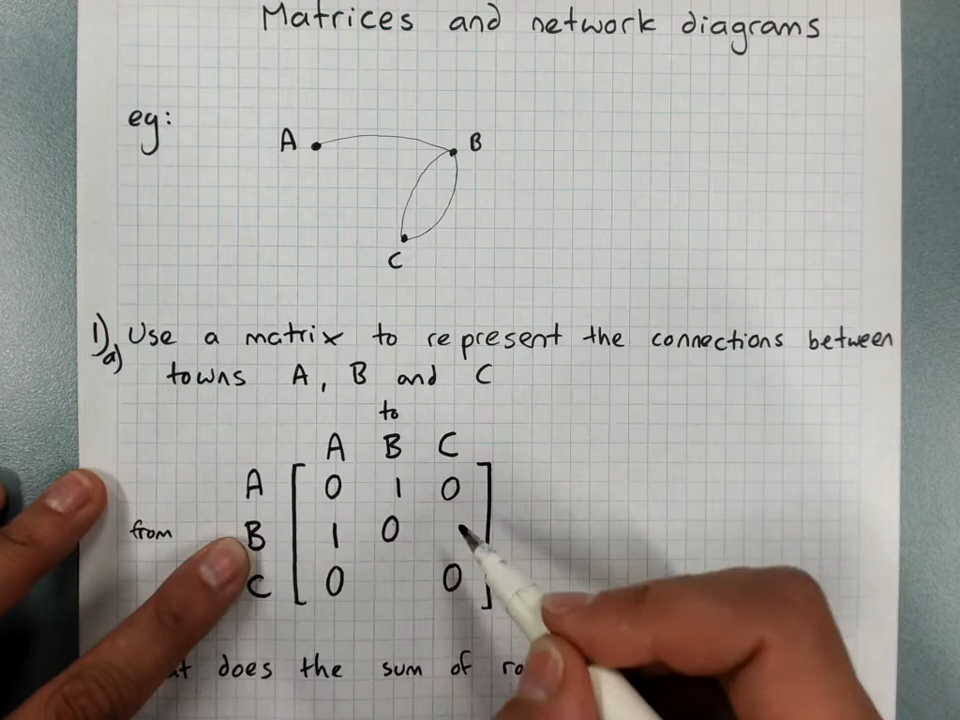 Matrices and network diagrams
eg:
A B
C
1) a) Use a matrix to represent the connections between
towns A, B and C
to
A B C
A 0 1 0
from B 1 0
C 0 0
does the sum of